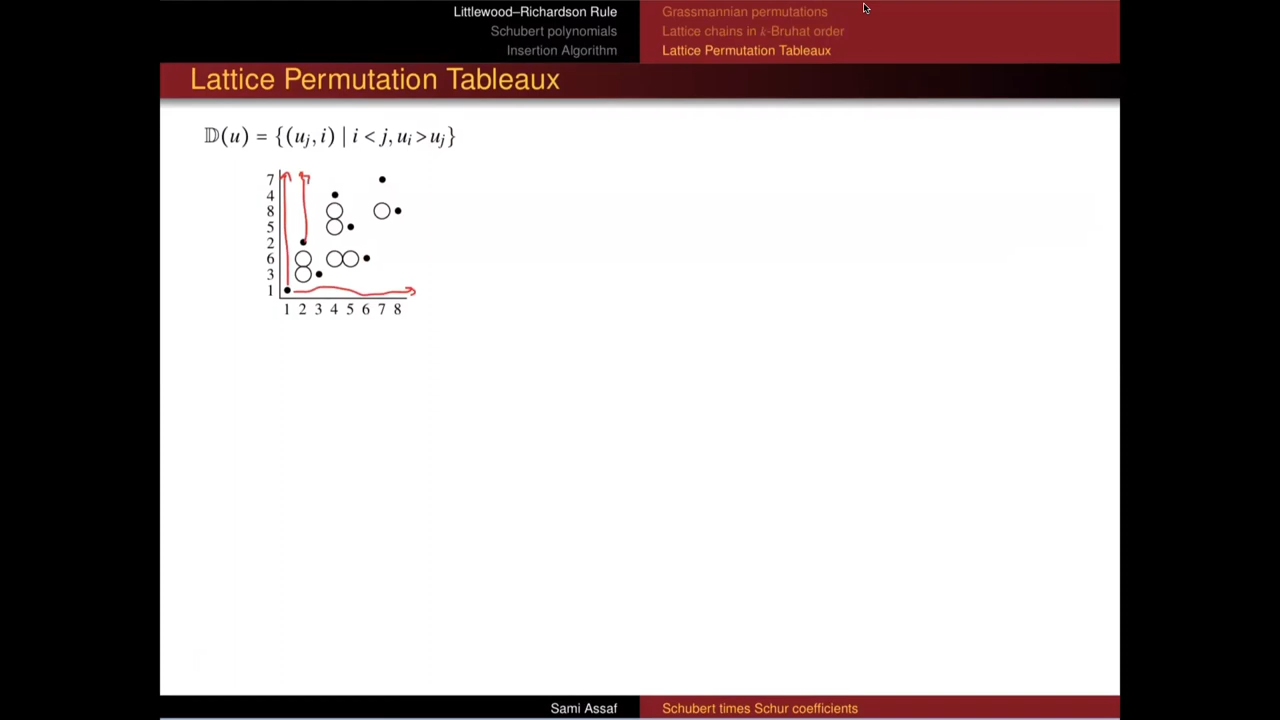 Littlewood–Richardson Rule
Schubert polynomials
Insertion Algorithm
Grassmannian permutations
Lattice chains in k-Bruhat order
Lattice Permutation Tableaux
Lattice Permutation Tableaux
𝔻(u) = {(u_j, i) | i < j, u_i > u_j}
7
4
8
5
2
6
3
1
1 2 3 4 5 6 7 8
Sami Assaf
Schubert times Schur coefficients